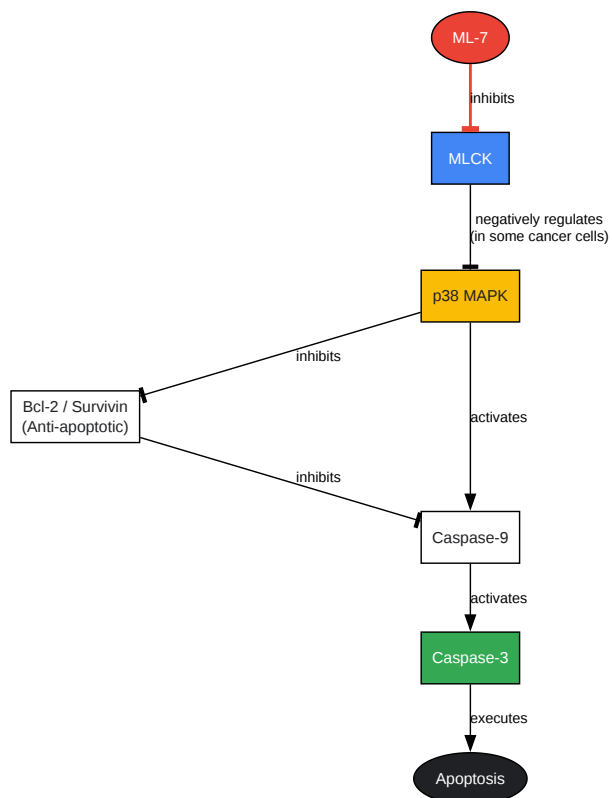 ML-7
inhibits
MLCK
negatively regulates
(in some cancer cells)
p38 MAPK
inhibits
Bcl-2 / Survivin
(Anti-apoptotic)
activates
inhibits
Caspase-9
activates
Caspase-3
executes
Apoptosis